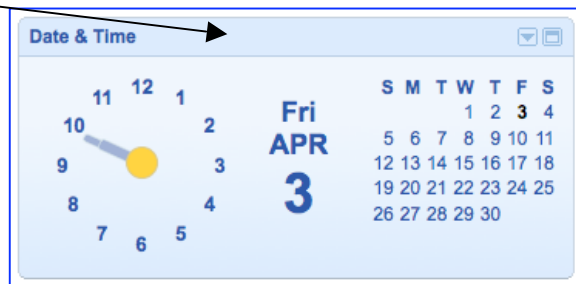 Date & Time
12
11 1
10 2
9 3
8 4
7 5
6
Fri
APR
3
S M T W T F S
1 2 3 4
5 6 7 8 9 10 11
12 13 14 15 16 17 18
19 20 21 22 23 24 25
26 27 28 29 30